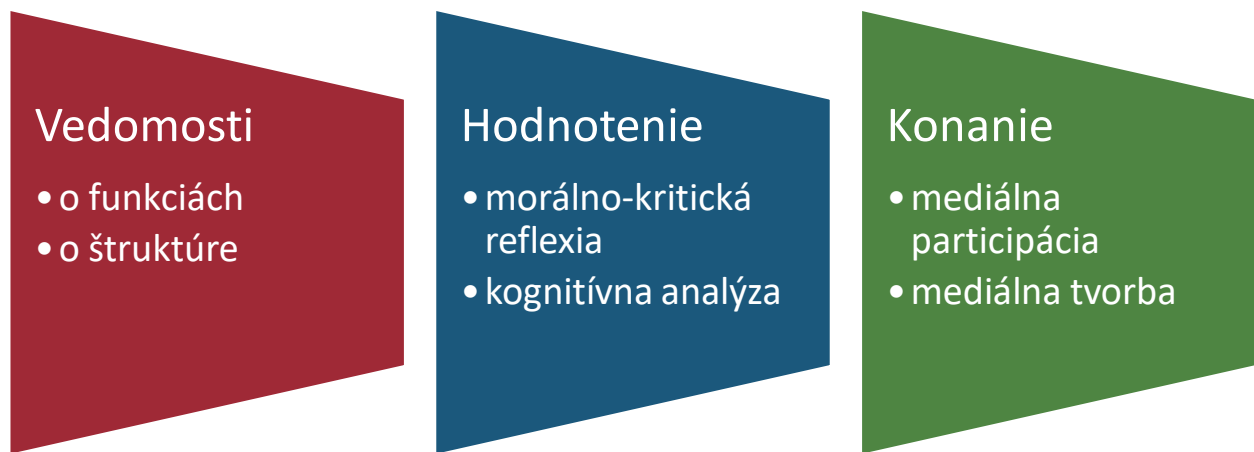 Vedomosti
• o funkciách
• o štruktúre
Hodnotenie
• morálno-kritická
reflexia
• kognitívna analýza
Konanie
• mediálna
participácia
• mediálna tvorba